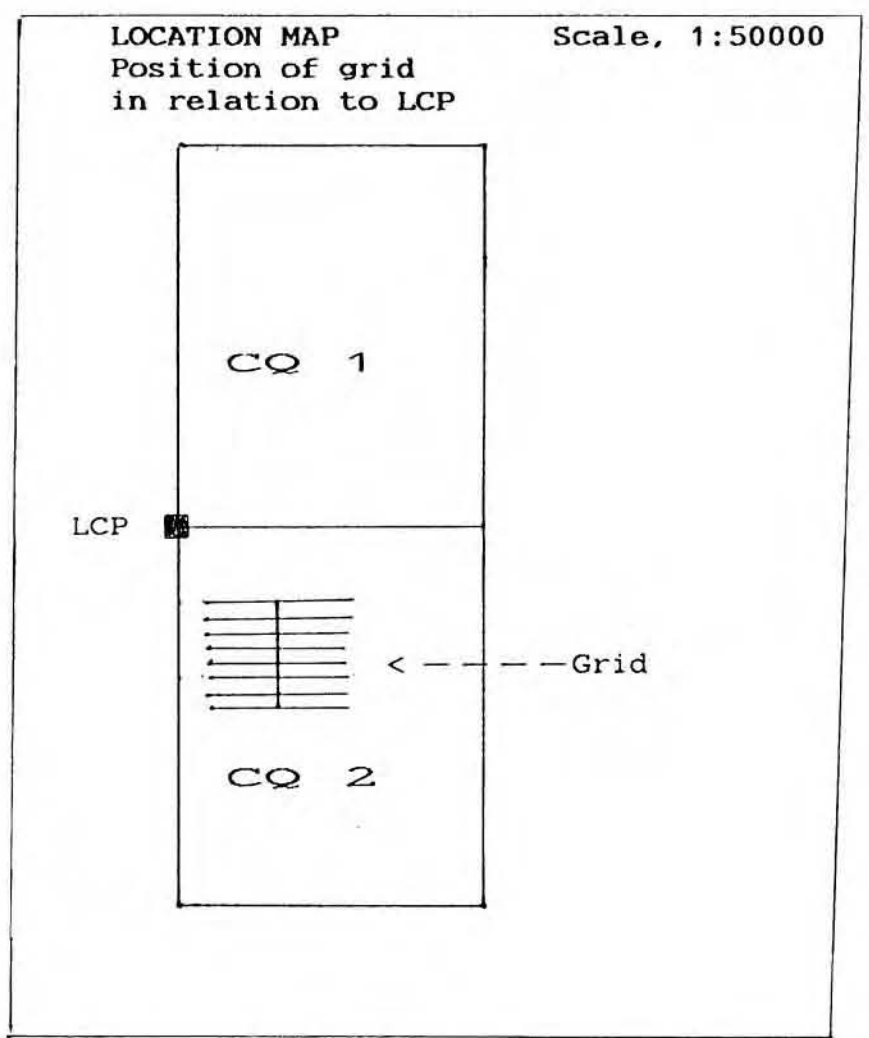 LOCATION MAP Scale, 1:50000
Position of grid
in relation to LCP
CQ 1
LCP
< — — — — —Grid
CQ 2